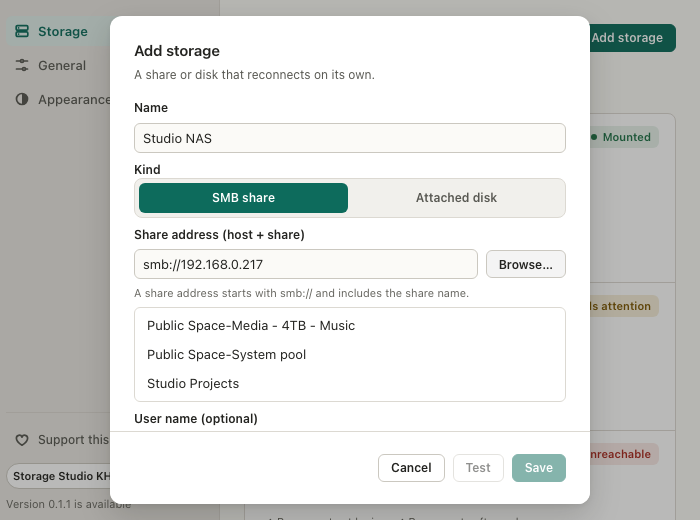 Storage
General
Appearance
Add storage
Mounted
Add storage
A share or disk that reconnects on its own.
Name
Studio NAS
Kind
SMB share
Attached disk
Share address (host + share)
smb://192.168.0.217
Browse...
A share address starts with smb:// and includes the share name.
Public Space-Media - 4TB - Music
Public Space-System pool
Studio Projects
User name (optional)
Cancel
Test
Save
attention
Support this
Storage Studio KH
Version 0.1.1 is available